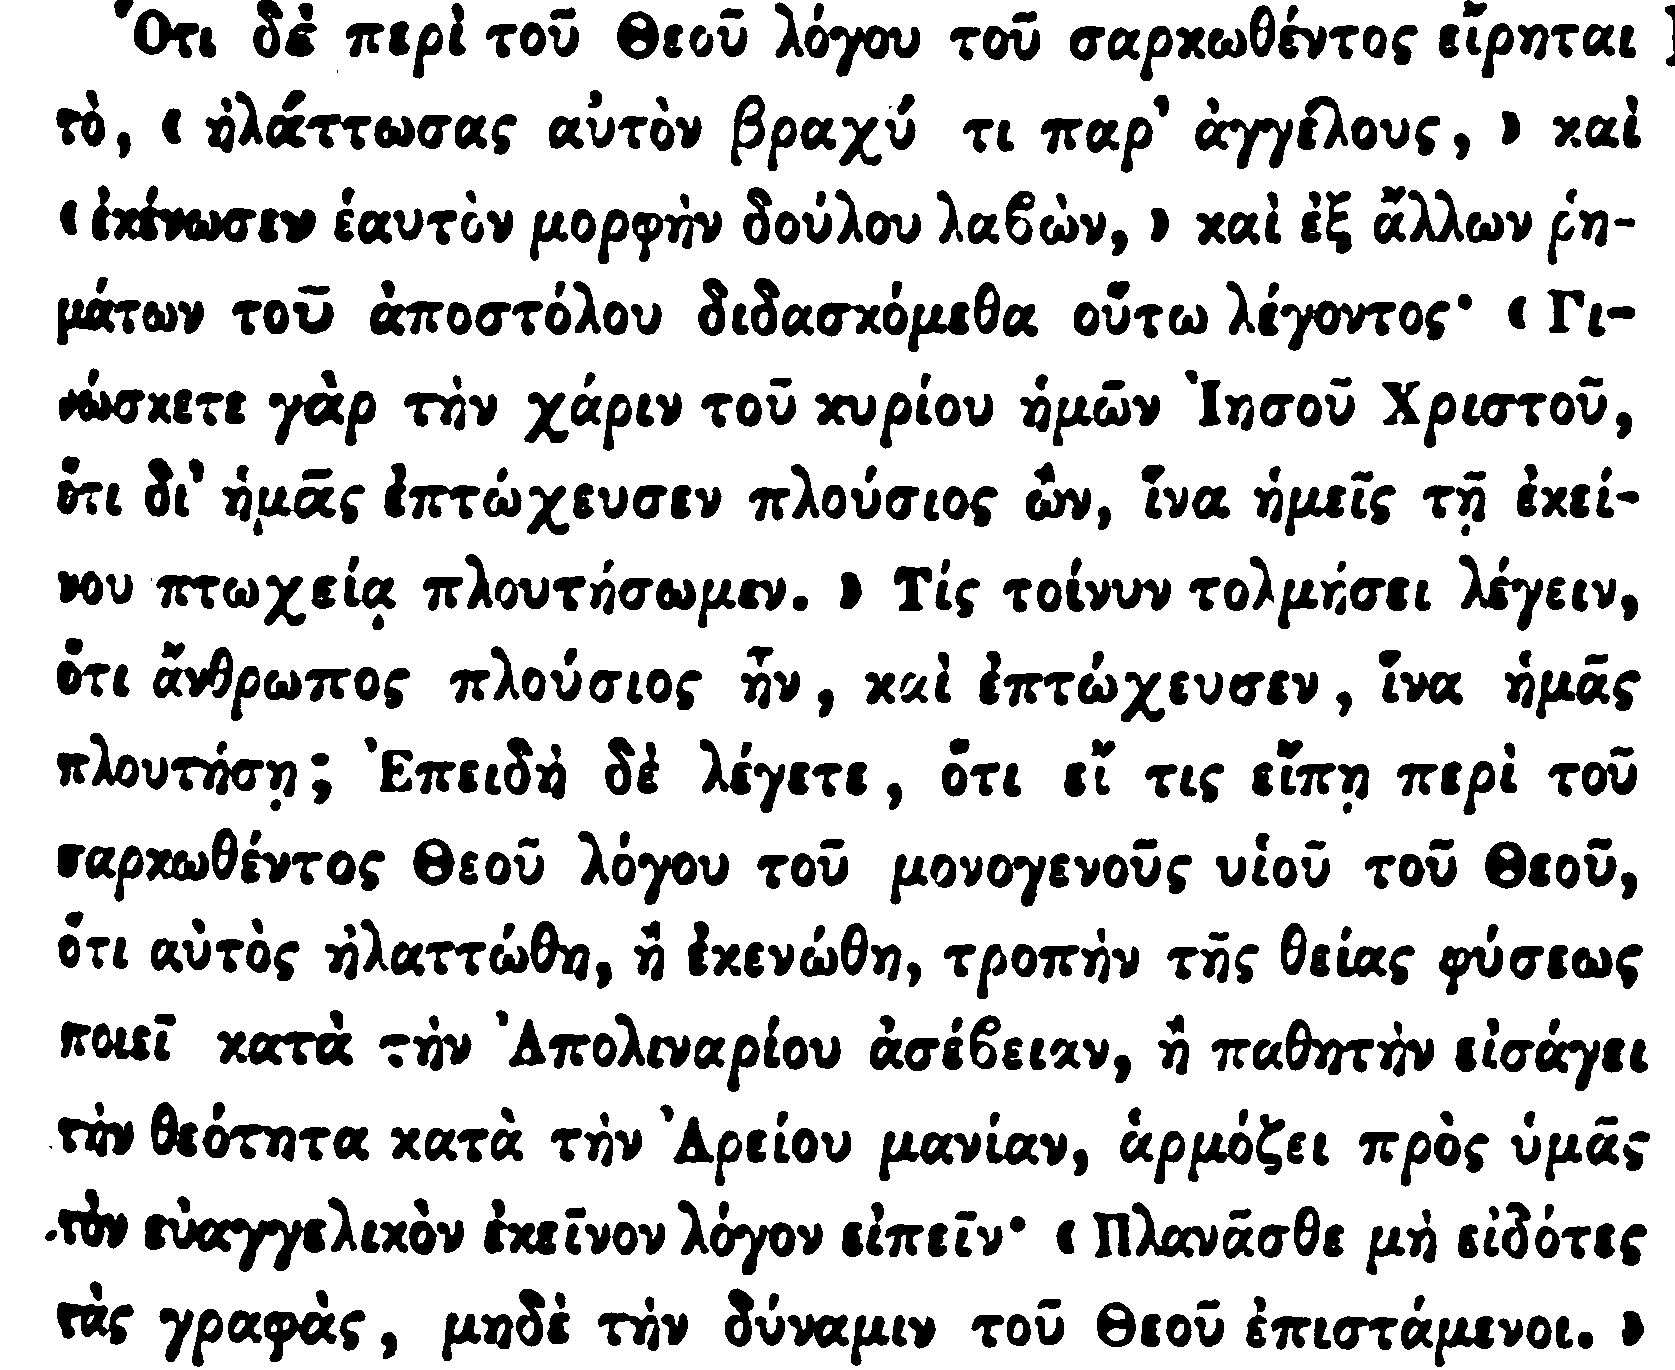 Ὅτι δὲ περὶ τοῦ Θεοῦ λόγου τοῦ σαρκωθέντος εἴρηται
τὸ, ‹ ἠλάττωσας αὐτὸν βραχύ τι παρ' ἀγγέλους, › καὶ
‹ ἐκένωσεν ἑαυτὸν μορφὴν δούλου λαϐὼν, › καὶ ἐξ ἄλλων ῥη-
μάτων τοῦ ἀποστόλου διδασκόμεθα οὕτω λέγοντος· ‹ Γι-
νώσκετε γὰρ τὴν χάριν τοῦ κυρίου ἡμῶν Ἰησοῦ Χριστοῦ,
ὅτι δι' ἡμᾶς ἐπτώχευσεν πλούσιος ὢν, ἵνα ἡμεῖς τῇ ἐκεί-
νου πτωχείᾳ πλουτήσωμεν. › Τίς τοίνυν τολμήσει λέγειν,
ὅτι ἄνθρωπος πλούσιος ἦν, καὶ ἐπτώχευσεν, ἵνα ἡμᾶς
πλουτήσῃ; Ἐπειδὴ δὲ λέγετε, ὅτι εἴ τις εἴπῃ περὶ τοῦ
σαρκωθέντος Θεοῦ λόγου τοῦ μονογενοῦς υἱοῦ τοῦ Θεοῦ,
ὅτι αὐτὸς ἠλαττώθη, ἢ ἐκενώθη, τροπὴν τῆς θείας φύσεως
ποιεῖ κατὰ τὴν Ἀπολιναρίου ἀσέϐειαν, ἢ παθητὴν εἰσάγει
τὴν θεότητα κατὰ τὴν Ἀρείου μανίαν, ἁρμόζει πρὸς ὑμᾶς
τὸν εὐαγγελικὸν ἐκεῖνον λόγον εἰπεῖν· ‹ Πλανᾶσθε μὴ εἰδότες
τὰς γραφὰς, μηδὲ τὴν δύναμιν τοῦ Θεοῦ ἐπιστάμενοι. ›